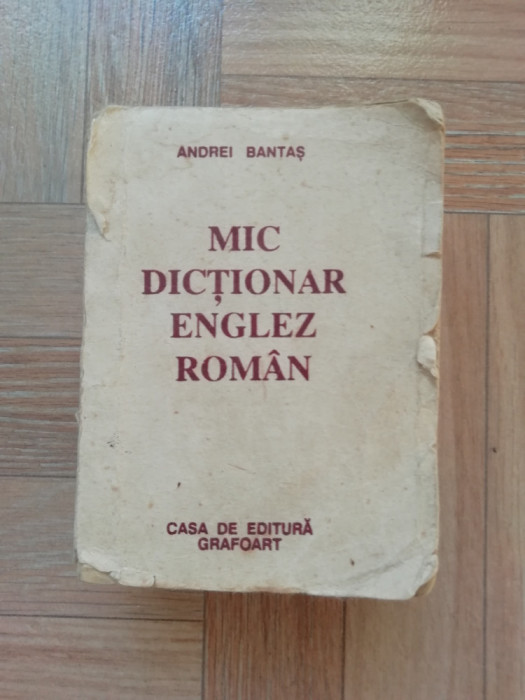 ANDREI BANTAȘ
MIC
DICȚIONAR
ENGLEZ
ROMÂN
CASA DE EDITURĂ
GRAFOART